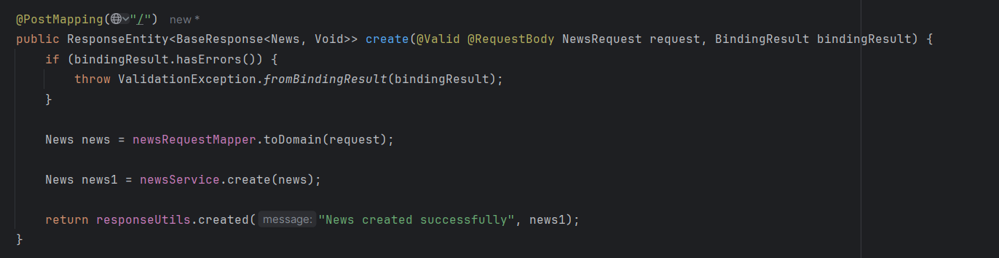 @PostMapping("/") new *
public ResponseEntity<BaseResponse<News, Void>> create(@Valid @RequestBody NewsRequest request, BindingResult bindingResult) {
    if (bindingResult.hasErrors()) {
        throw ValidationException.fromBindingResult(bindingResult);
    }
    News news = newsRequestMapper.toDomain(request);
    News news1 = newsService.create(news);
    return responseUtils.created( message: "News created successfully", news1);
}